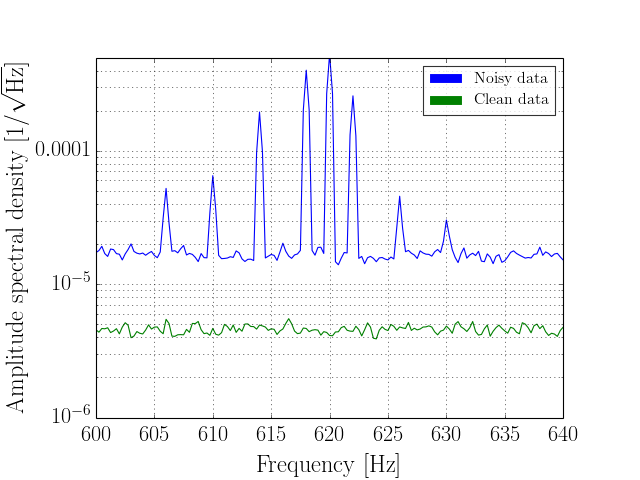 Noisy data
Clean data
Amplitude spectral density [1/√Hz]
0.0001
10⁻⁵
10⁻⁶
600 605 610 615 620 625 630 635 640
Frequency [Hz]